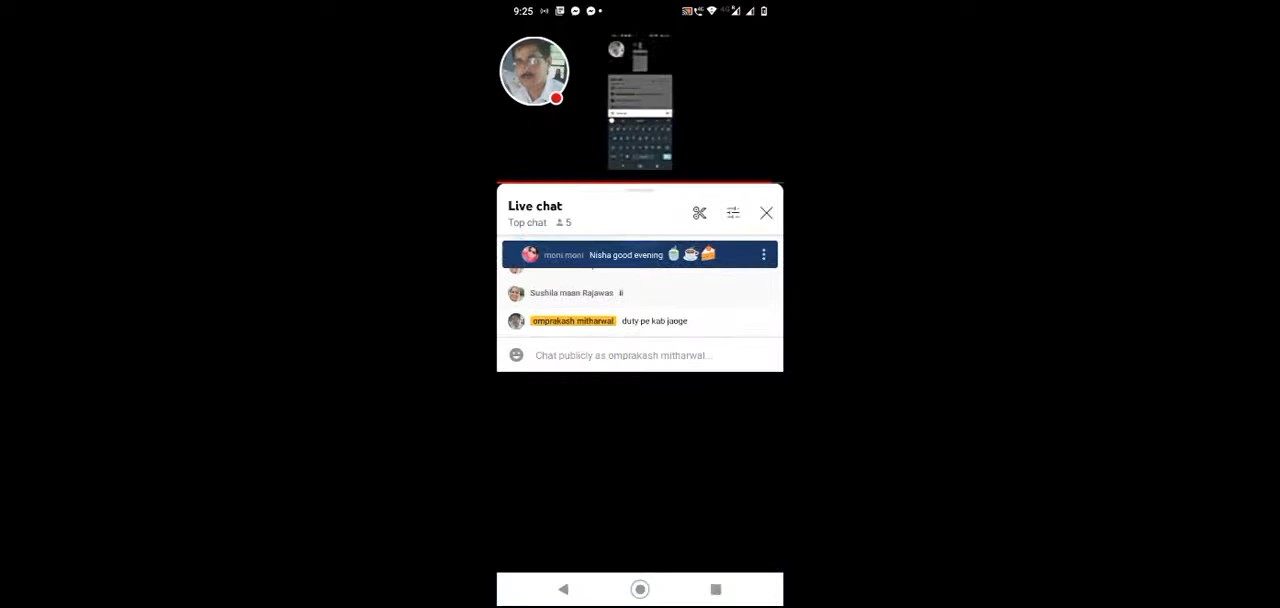 9:25
4G
Live chat
Top chat 5
moni moni Nisha good evening
Sushila maan Rajawas ii
omprakash mitharwal duty pe kab jaoge
Chat publicly as omprakash mitharwal...